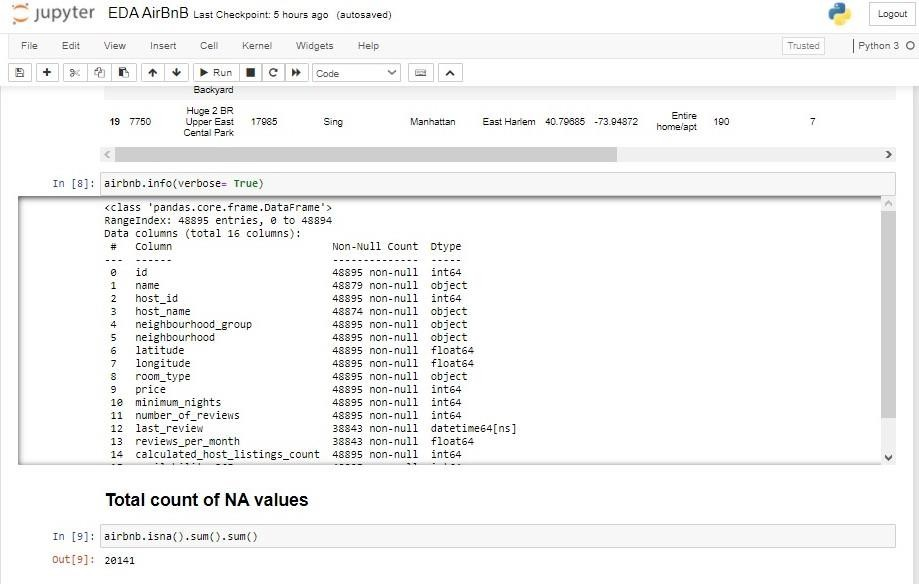 jupyter EDA AirBnB Last Checkpoint: 5 hours ago (autosaved)
Logout
File Edit View Insert Cell Kernel Widgets Help
Trusted Python 3
Run Code
Backyard
19 7750 Huge 2 BR Upper East Cental Park 17985 Sing Manhattan East Harlem 40.79685 -73.94872 Entire home/apt 190 7
In [8]: airbnb.info(verbose= True)
<class 'pandas.core.frame.DataFrame'>
RangeIndex: 48895 entries, 0 to 48894
Data columns (total 16 columns):
# Column Non-Null Count Dtype
--- ------ -------------- -----
0 id 48895 non-null int64
1 name 48879 non-null object
2 host_id 48895 non-null int64
3 host_name 48874 non-null object
4 neighbourhood_group 48895 non-null object
5 neighbourhood 48895 non-null object
6 latitude 48895 non-null float64
7 longitude 48895 non-null float64
8 room_type 48895 non-null object
9 price 48895 non-null int64
10 minimum_nights 48895 non-null int64
11 number_of_reviews 48895 non-null int64
12 last_review 38843 non-null datetime64[ns]
13 reviews_per_month 38843 non-null float64
14 calculated_host_listings_count 48895 non-null int64
Total count of NA values
In [9]: airbnb.isna().sum().sum()
Out[9]: 20141